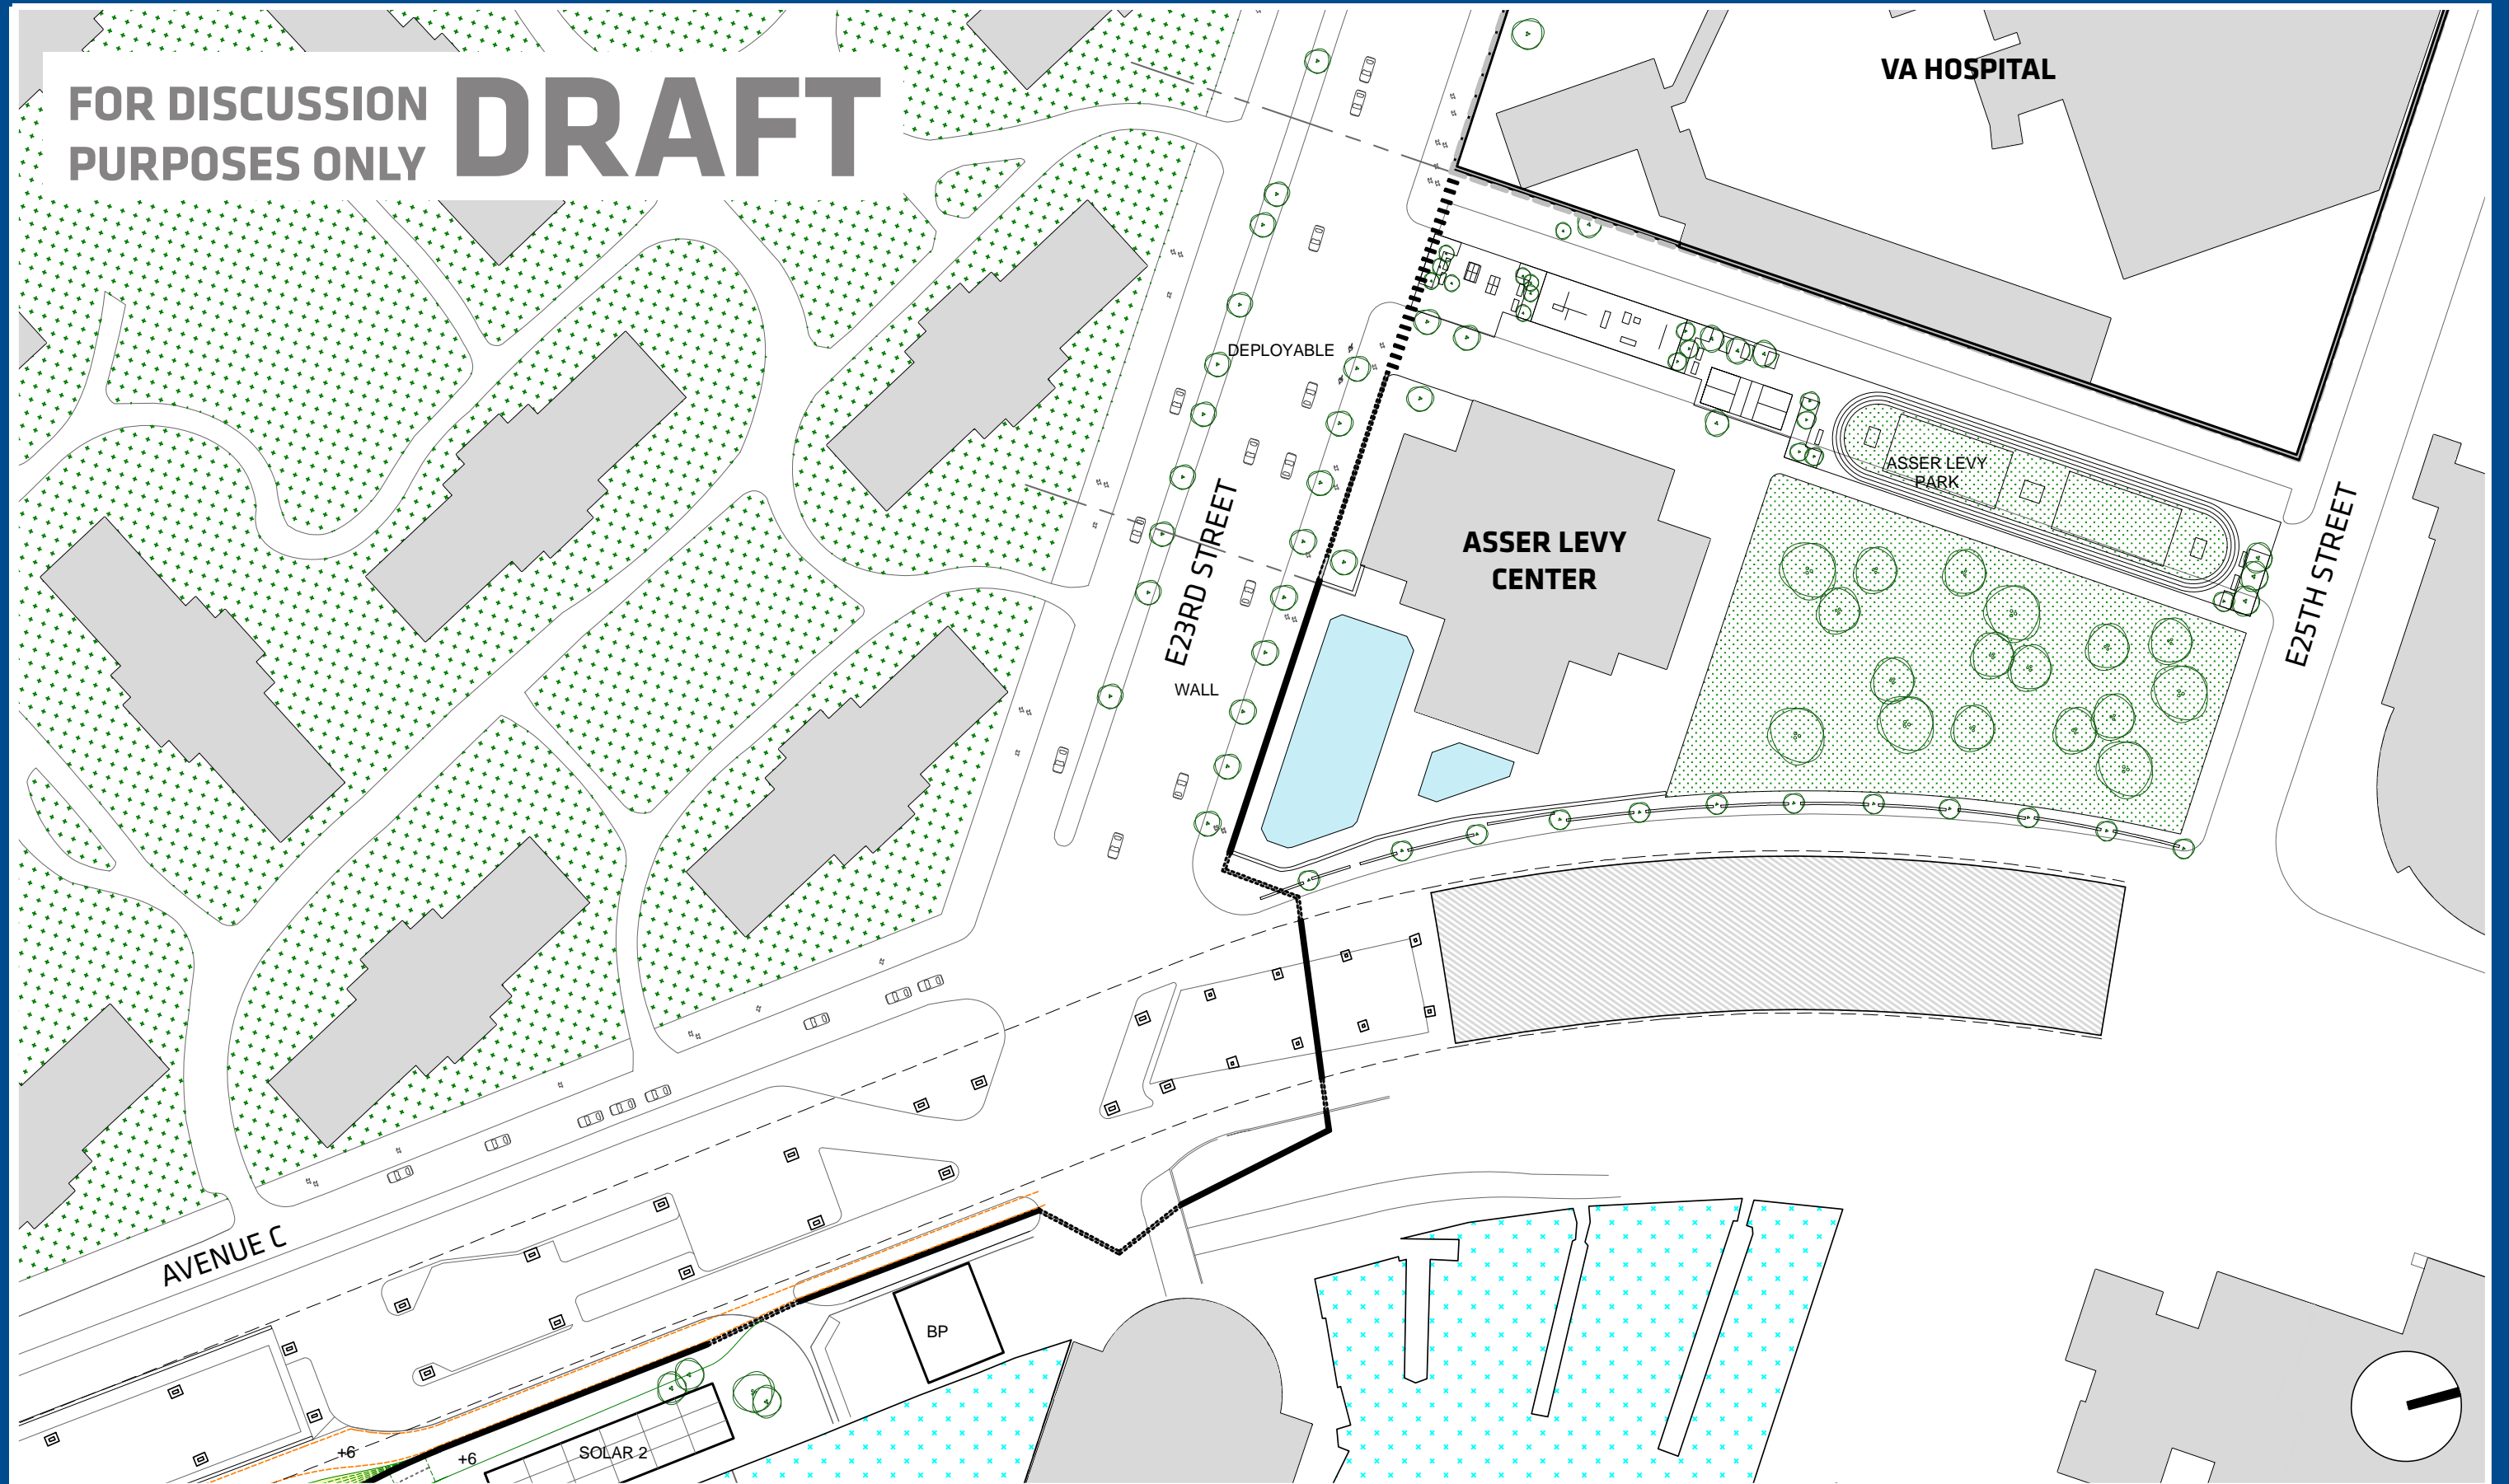 FOR DISCUSSION
PURPOSES ONLY
DRAFT
VA HOSPITAL
DEPLOYABLE
ASSER LEVY
PARK
E23RD STREET
ASSER LEVY
CENTER
E25TH STREET
WALL
AVENUE C
BP
SOLAR 2
+6
+6